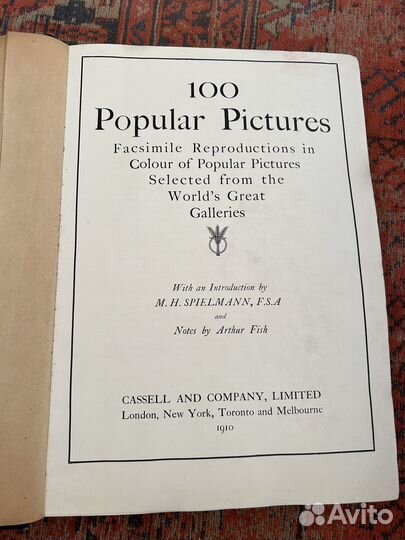 100
Popular Pictures
Facsimile Reproductions in
Colour of Popular Pictures
Selected from the
World's Great
Galleries
With an Introduction by
M. H. SPIELMANN, F.S.A
and
Notes by Arthur Fish
CASSELL AND COMPANY, LIMITED
London, New York, Toronto and Melbourne
1910
Avito